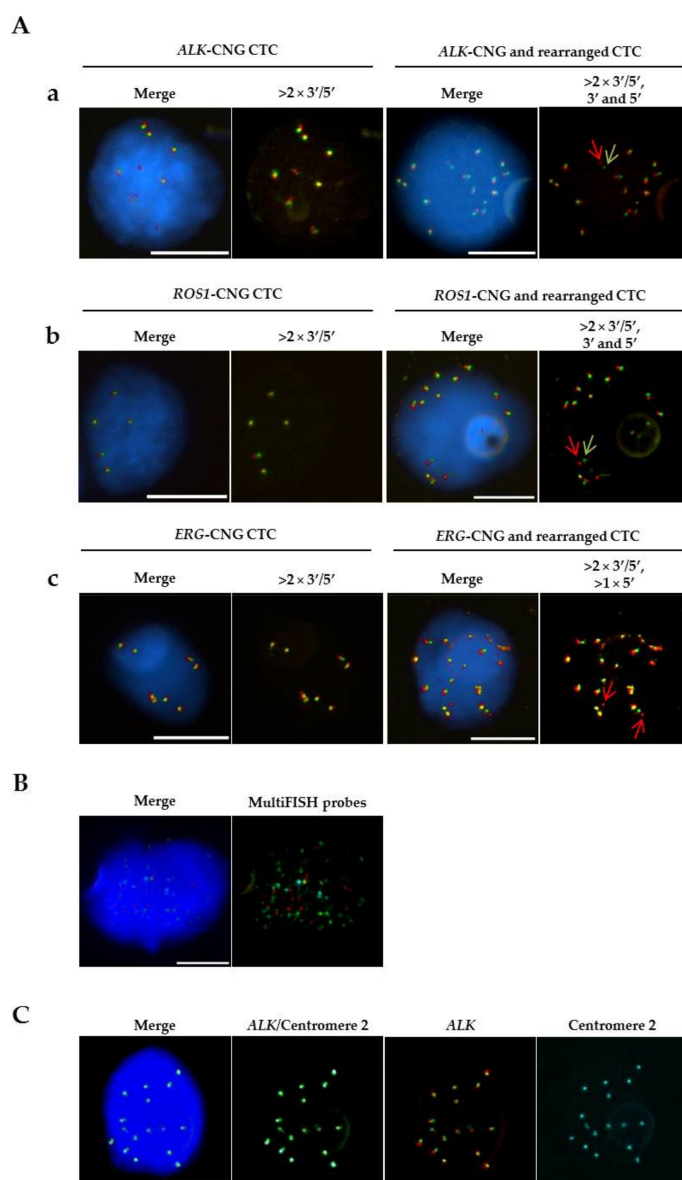 A
ALK-CNG CTC
ALK-CNG and rearranged CTC
a
Merge
>2 × 3′/5′
Merge
>2 × 3′/5′,
3′ and 5′
ROS1-CNG CTC
ROS1-CNG and rearranged CTC
b
Merge
>2 × 3′/5′
Merge
>2 × 3′/5′,
3′ and 5′
ERG-CNG CTC
ERG-CNG and rearranged CTC
c
Merge
>2 × 3′/5′
Merge
>2 × 3′/5′,
>1 × 5′
B
Merge
MultiFISH probes
C
Merge
ALK/Centromere 2
ALK
Centromere 2